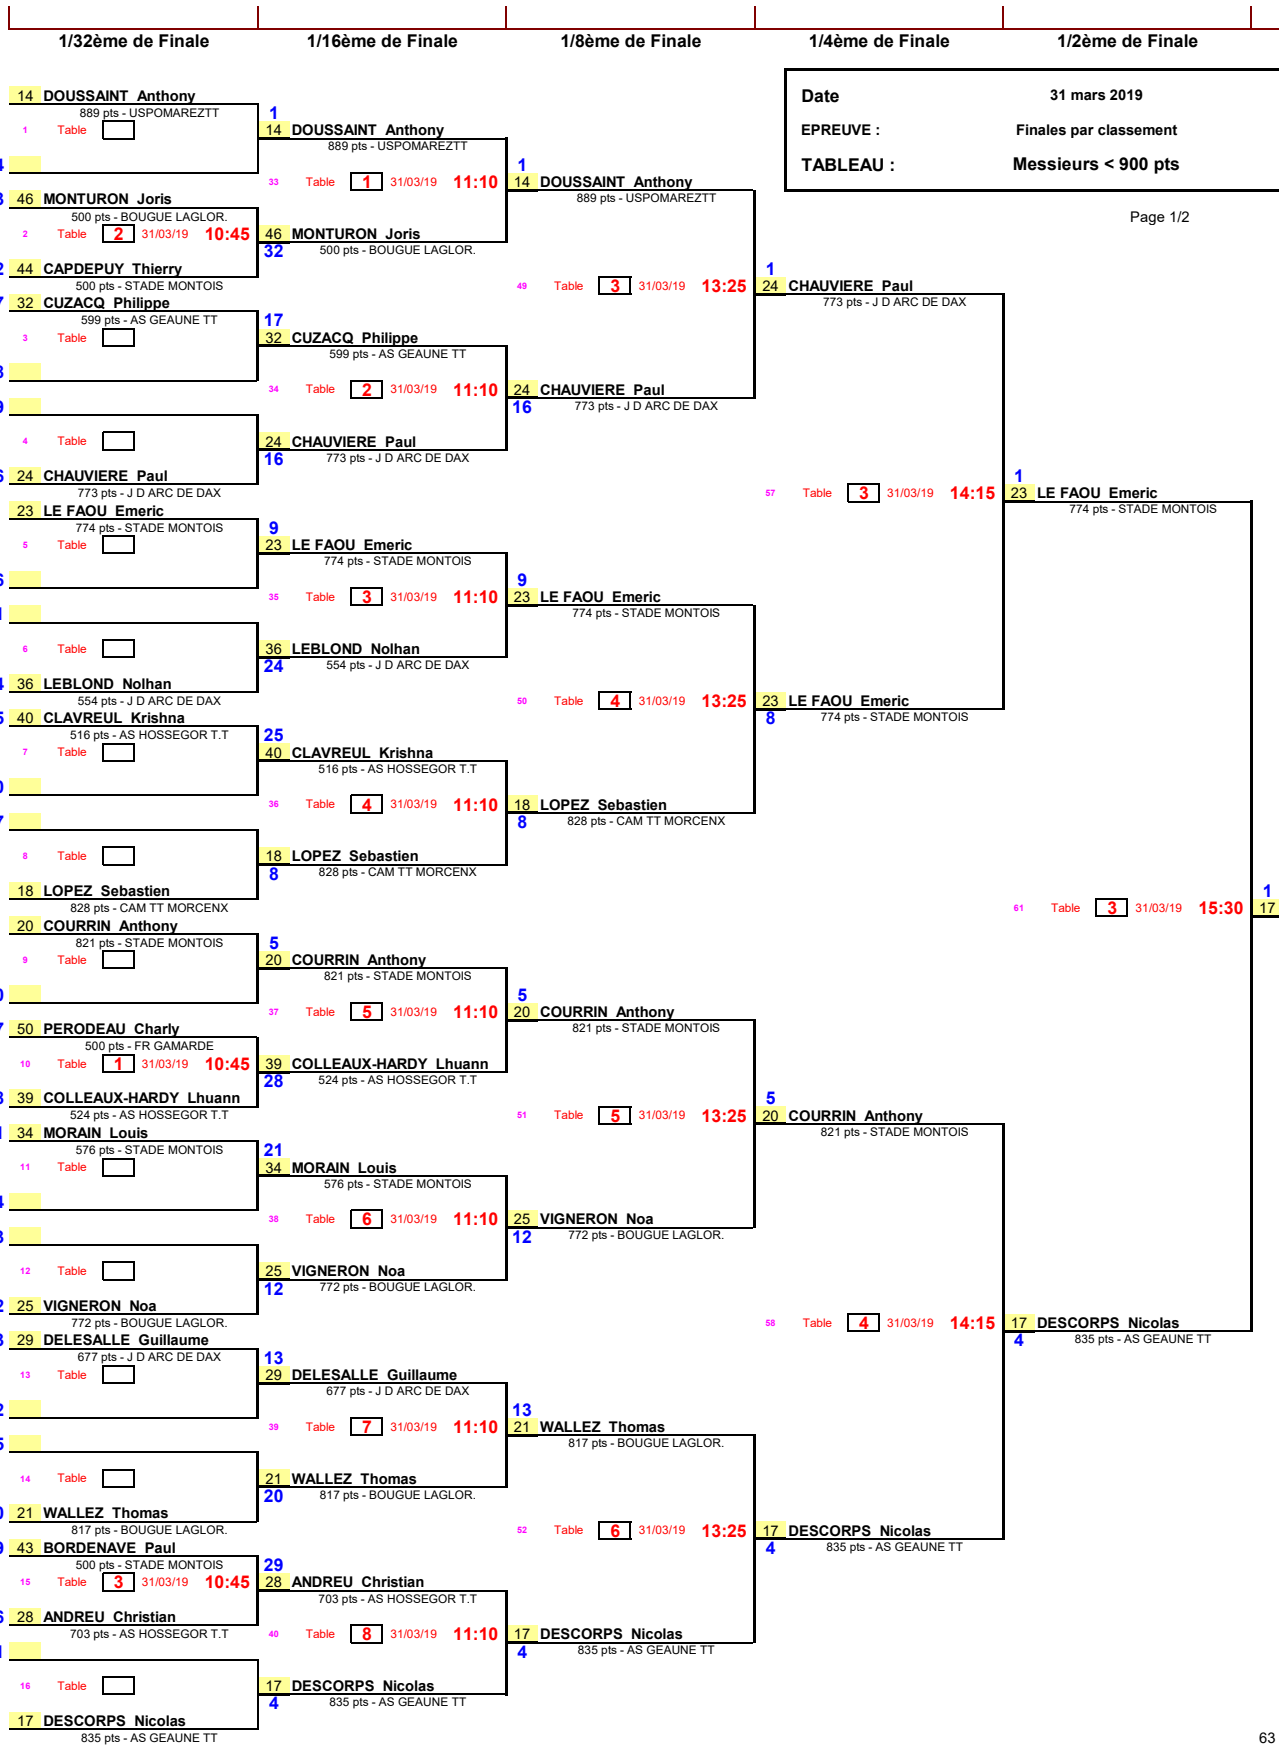 1/32ème de Finale 1/16ème de Finale 1/8ème de Finale 1/4ème de Finale 1/2ème de Finale
Date 31 mars 2019
EPREUVE : Finales par classement
TABLEAU : Messieurs < 900 pts
Page 1/2
14 DOUSSAINT Anthony
889 pts - USPOMAREZTT
1 Table
46 MONTURON Joris
500 pts - BOUGUE LAGLOR.
2 Table 2 31/03/19 10:45
44 CAPDEPUY Thierry
500 pts - STADE MONTOIS
32 CUZACQ Philippe
599 pts - AS GEAUNE TT
3 Table
4 Table
24 CHAUVIERE Paul
773 pts - J D ARC DE DAX
23 LE FAOU Emeric
774 pts - STADE MONTOIS
5 Table
6 Table
36 LEBLOND Nolhan
554 pts - J D ARC DE DAX
40 CLAVREUL Krishna
516 pts - AS HOSSEGOR T.T
7 Table
8 Table
18 LOPEZ Sebastien
828 pts - CAM TT MORCENX
20 COURRIN Anthony
821 pts - STADE MONTOIS
9 Table
50 PERODEAU Charly
500 pts - FR GAMARDE
10 Table 1 31/03/19 10:45
39 COLLEAUX-HARDY Lhuann
524 pts - AS HOSSEGOR T.T
34 MORAIN Louis
576 pts - STADE MONTOIS
11 Table
12 Table
25 VIGNERON Noa
772 pts - BOUGUE LAGLOR.
29 DELESALLE Guillaume
677 pts - J D ARC DE DAX
13 Table
14 Table
21 WALLEZ Thomas
817 pts - BOUGUE LAGLOR.
43 BORDENAVE Paul
500 pts - STADE MONTOIS
15 Table 3 31/03/19 10:45
28 ANDREU Christian
703 pts - AS HOSSEGOR T.T
16 Table
17 DESCORPS Nicolas
835 pts - AS GEAUNE TT
1
14 DOUSSAINT Anthony
889 pts - USPOMAREZTT
33 Table 1 31/03/19 11:10
46 MONTURON Joris
32 500 pts - BOUGUE LAGLOR.
17
32 CUZACQ Philippe
599 pts - AS GEAUNE TT
34 Table 2 31/03/19 11:10
24 CHAUVIERE Paul
16 773 pts - J D ARC DE DAX
9
23 LE FAOU Emeric
774 pts - STADE MONTOIS
35 Table 3 31/03/19 11:10
36 LEBLOND Nolhan
24 554 pts - J D ARC DE DAX
25
40 CLAVREUL Krishna
516 pts - AS HOSSEGOR T.T
36 Table 4 31/03/19 11:10
18 LOPEZ Sebastien
8 828 pts - CAM TT MORCENX
5
20 COURRIN Anthony
821 pts - STADE MONTOIS
37 Table 5 31/03/19 11:10
39 COLLEAUX-HARDY Lhuann
28 524 pts - AS HOSSEGOR T.T
21
34 MORAIN Louis
576 pts - STADE MONTOIS
38 Table 6 31/03/19 11:10
25 VIGNERON Noa
12 772 pts - BOUGUE LAGLOR.
13
29 DELESALLE Guillaume
677 pts - J D ARC DE DAX
39 Table 7 31/03/19 11:10
21 WALLEZ Thomas
20 817 pts - BOUGUE LAGLOR.
29
28 ANDREU Christian
703 pts - AS HOSSEGOR T.T
40 Table 8 31/03/19 11:10
17 DESCORPS Nicolas
4 835 pts - AS GEAUNE TT
1
14 DOUSSAINT Anthony
889 pts - USPOMAREZTT
49 Table 3 31/03/19 13:25
24 CHAUVIERE Paul
16 773 pts - J D ARC DE DAX
9
23 LE FAOU Emeric
774 pts - STADE MONTOIS
50 Table 4 31/03/19 13:25
18 LOPEZ Sebastien
8 828 pts - CAM TT MORCENX
5
20 COURRIN Anthony
821 pts - STADE MONTOIS
51 Table 5 31/03/19 13:25
25 VIGNERON Noa
12 772 pts - BOUGUE LAGLOR.
13
21 WALLEZ Thomas
817 pts - BOUGUE LAGLOR.
52 Table 6 31/03/19 13:25
17 DESCORPS Nicolas
4 835 pts - AS GEAUNE TT
1
24 CHAUVIERE Paul
773 pts - J D ARC DE DAX
57 Table 3 31/03/19 14:15
23 LE FAOU Emeric
8 774 pts - STADE MONTOIS
5
20 COURRIN Anthony
821 pts - STADE MONTOIS
58 Table 4 31/03/19 14:15
17 DESCORPS Nicolas
4 835 pts - AS GEAUNE TT
1
23 LE FAOU Emeric
774 pts - STADE MONTOIS
61 Table 3 31/03/19 15:30
17 DESCORPS Nicolas
4 835 pts - AS GEAUNE TT
1
17
63